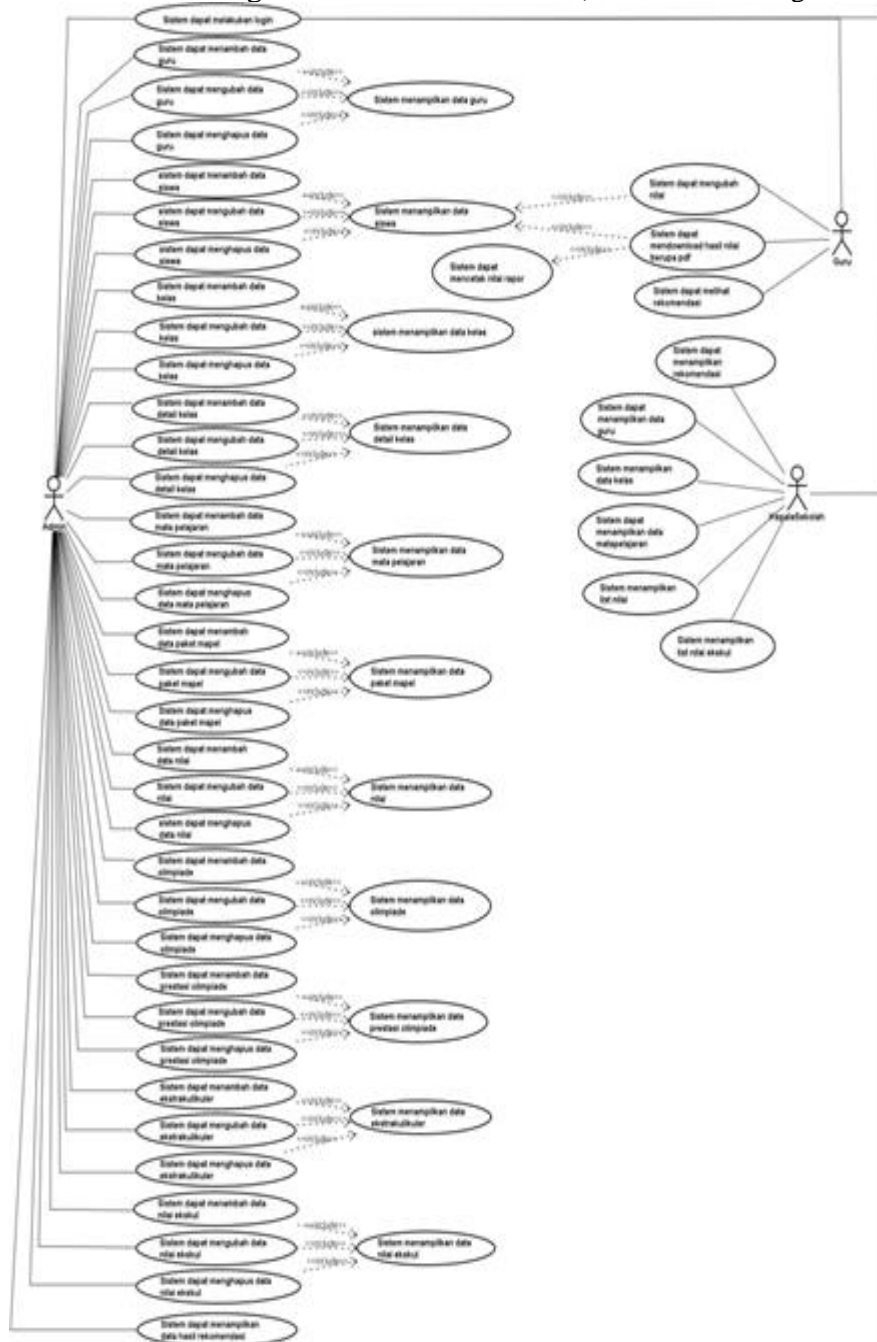 Sistem dapat melakukan login
Sistem dapat menambah data
guru
Sistem dapat mengubah data
guru
Sistem menampilkan data guru
Sistem dapat menghapus data
guru
sistem dapat menambah data
siswa
Sistem dapat mengubah data
siswa
Sistem menampilkan data
siswa
sistem dapat menghapus data
siswa
Sistem dapat
mencetak nilai rapor
Sistem dapat mengubah
nilai
Sistem dapat
mendownload hasil nilai
berupa pdf
Sistem dapat melihat
rekomendasi
Guru
Sistem dapat menambah data
kelas
Sistem dapat mengubah data
kelas
sistem menampilkan data kelas
Sistem dapat menghapus data
kelas
Sistem dapat menambah data
detail kelas
Sistem dapat mengubah data
detail kelas
Sistem menampilkan data
detail kelas
Sistem dapat menghapus data
detail kelas
Admin
Sistem dapat
menampilkan
rekomendasi
Sistem dapat
menampilkan data
guru
Sistem menampilkan
data kelas
Sistem dapat
menampilkan data
matapelajaran
Sistem menampilkan
list nilai
Sistem menampilkan
list nilai ekskul
KepalaSekolah
Sistem dapat menambah data
mata pelajaran
Sistem dapat mengubah data
mata pelajaran
Sistem menampilkan data
mata pelajaran
Sistem dapat menghapus
data mata pelajaran
Sistem dapat menambah
data paket mapel
Sistem dapat mengubah data
paket mapel
Sistem menampilkan data
paket mapel
Sistem dapat menghapus
data paket mapel
Sistem dapat menambah
data nilai
Sistem dapat mengubah data
nilai
Sistem menampilkan data
nilai
sistem dapat menghapus
data nilai
Sistem dapat menambah data
olimpiade
Sistem dapat mengubah data
olimpiade
Sistem menampilkan data
olimpiade
Sistem dapat menghapus data
olimpiade
Sistem dapat menambah data
prestasi olimpiade
Sistem dapat mengubah data
prestasi olimpiade
Sistem menampilkan data
prestasi olimpiade
Sistem dapat menghapus data
prestasi olimpiade
Sistem dapat menambah data
ekstrakulikuler
Sistem dapat mengubah data
ekstrakulikuler
Sistem menampilkan data
ekstrakulikuler
Sistem dapat menghapus data
ekstrakulikuler
Sistem dapat menambah data
nilai ekskul
Sistem dapat mengubah data
nilai ekskul
Sistem menampilkan data
nilai ekskul
Sistem dapat menghapus data
nilai ekskul
Sistem dapat menampilkan
data hasil rekomendasi